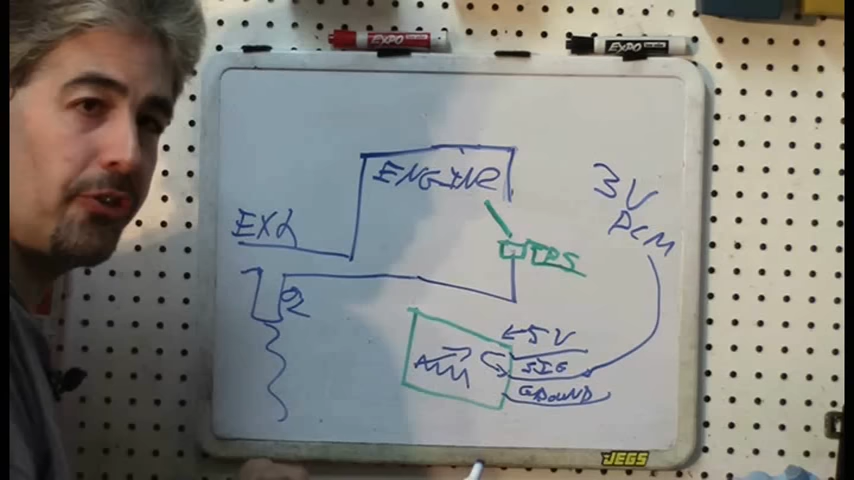 EXPO
EXPO
ENGINE
3V
PCM
EXH
TPS
O2
5V
SIG
GROUND
JEGS